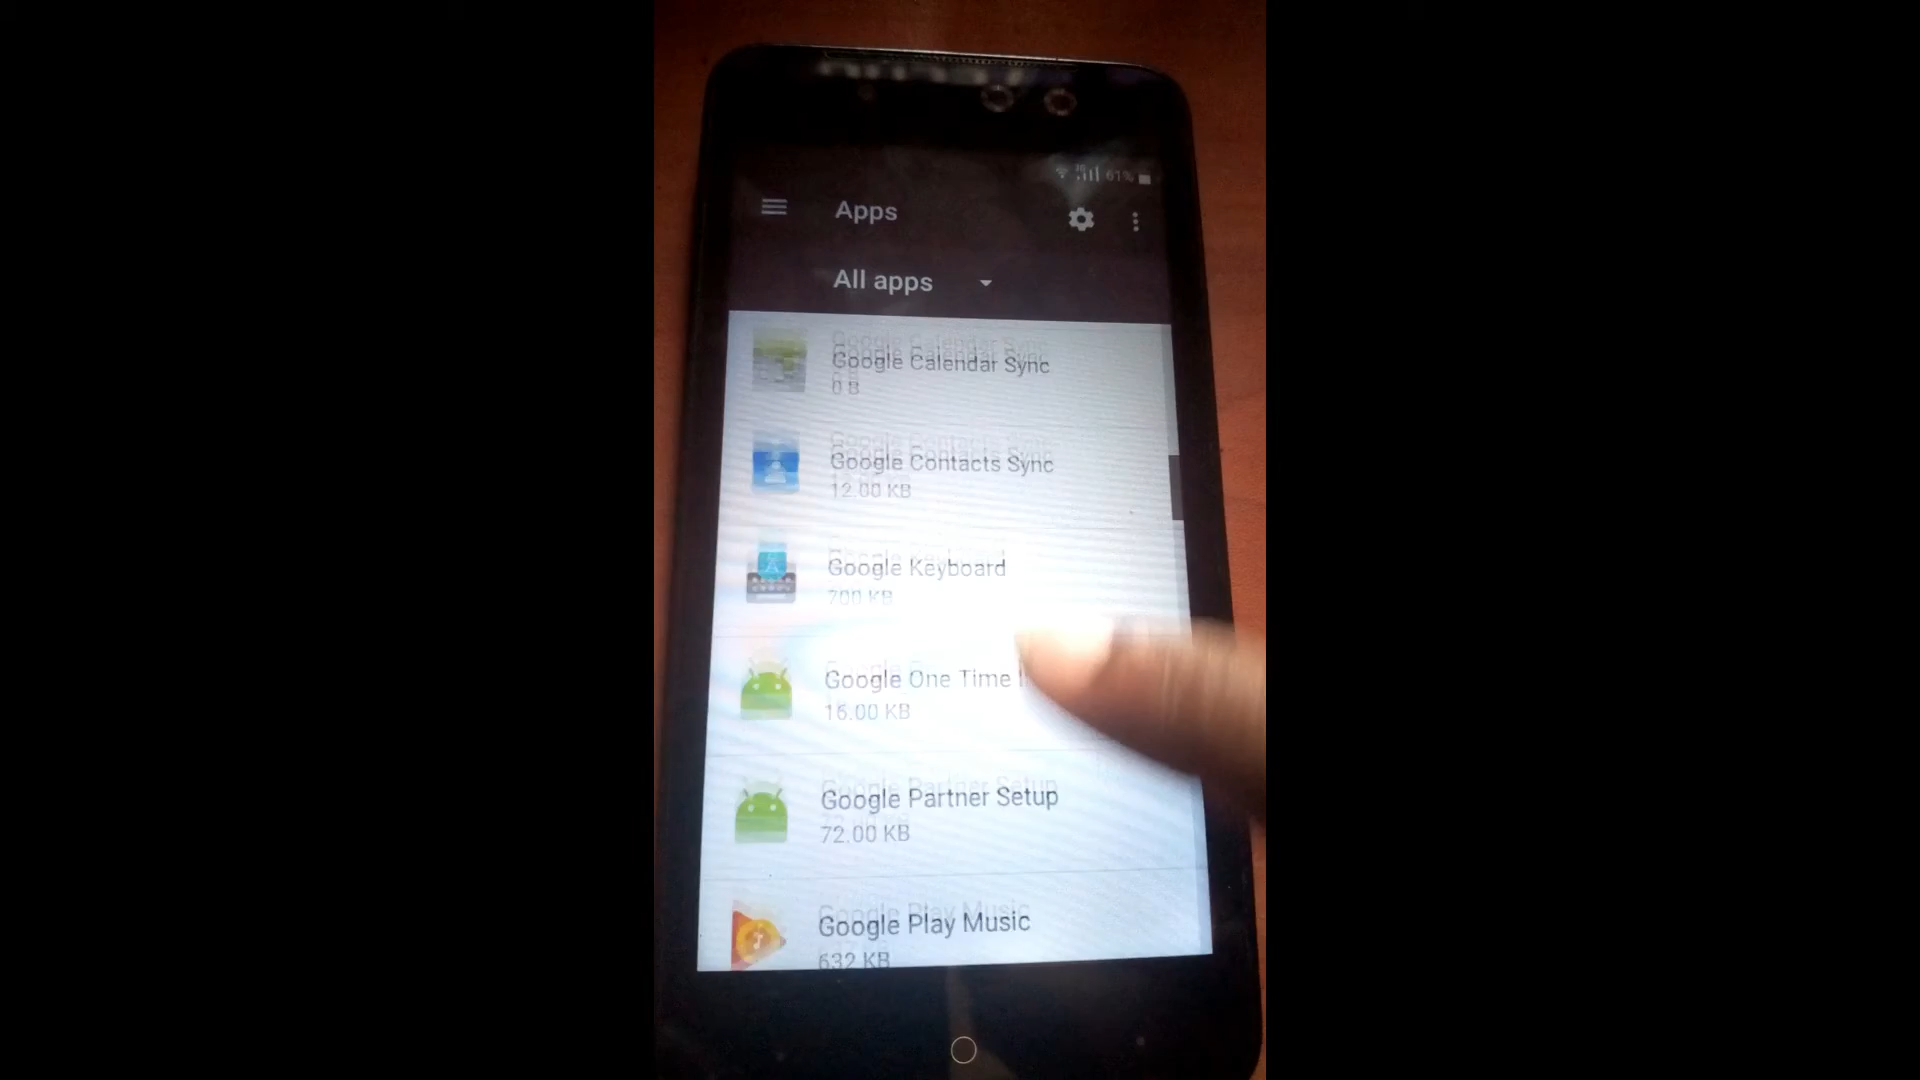 61%
Apps
All apps
Google Calendar Sync
0 B
Google Contacts Sync
12.00 KB
Google Keyboard
700 KB
Google One Time
16.00 KB
Google Partner Setup
72.00 KB
Google Play Music
632 KB